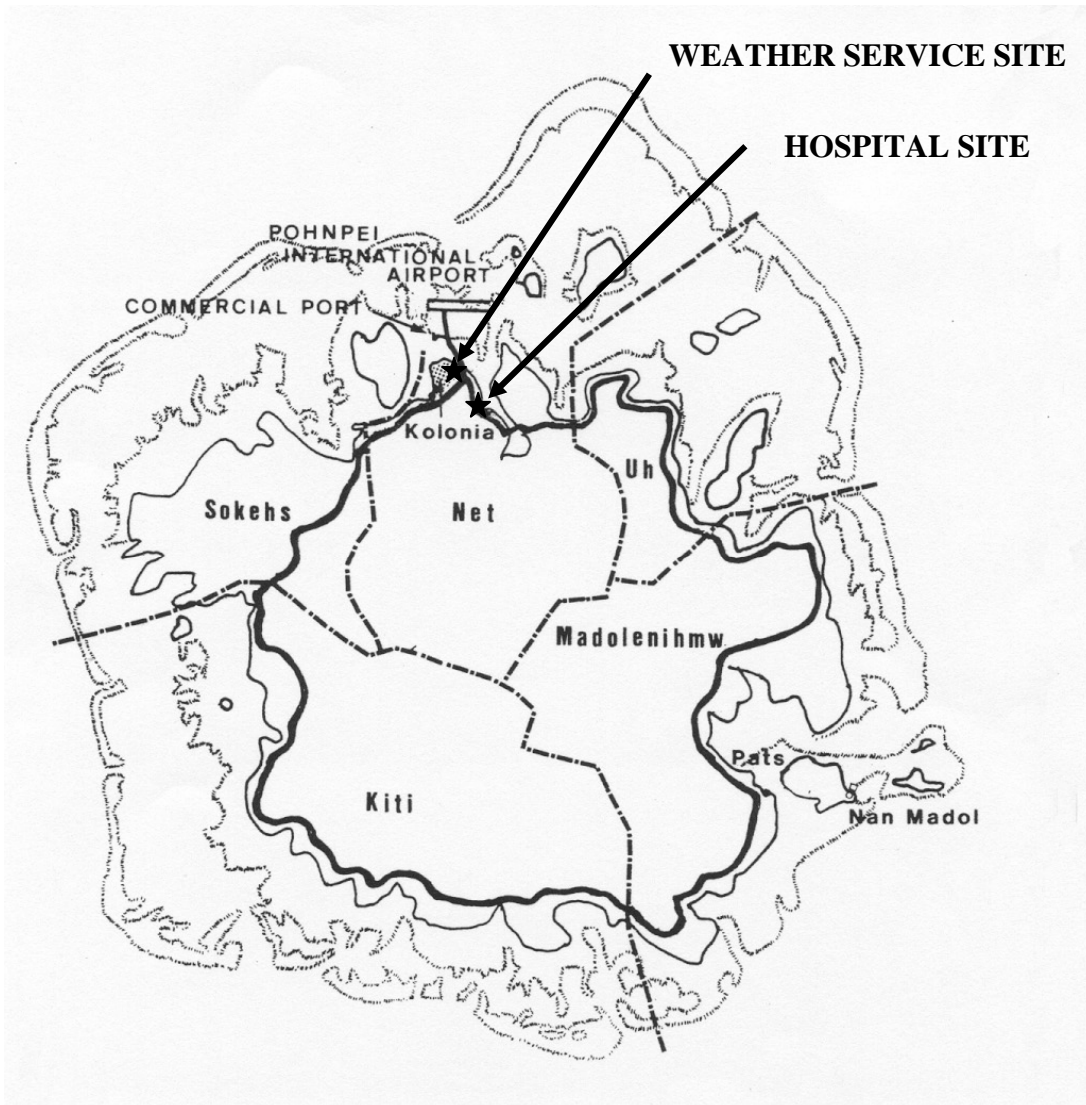 WEATHER SERVICE SITE
HOSPITAL SITE
POHNPEI
INTERNATIONAL
AIRPORT
COMMERCIAL PORT
Kolonia
Uh
Sokehs
Net
Madolenihmw
Pats
Kiti
Nan Madol